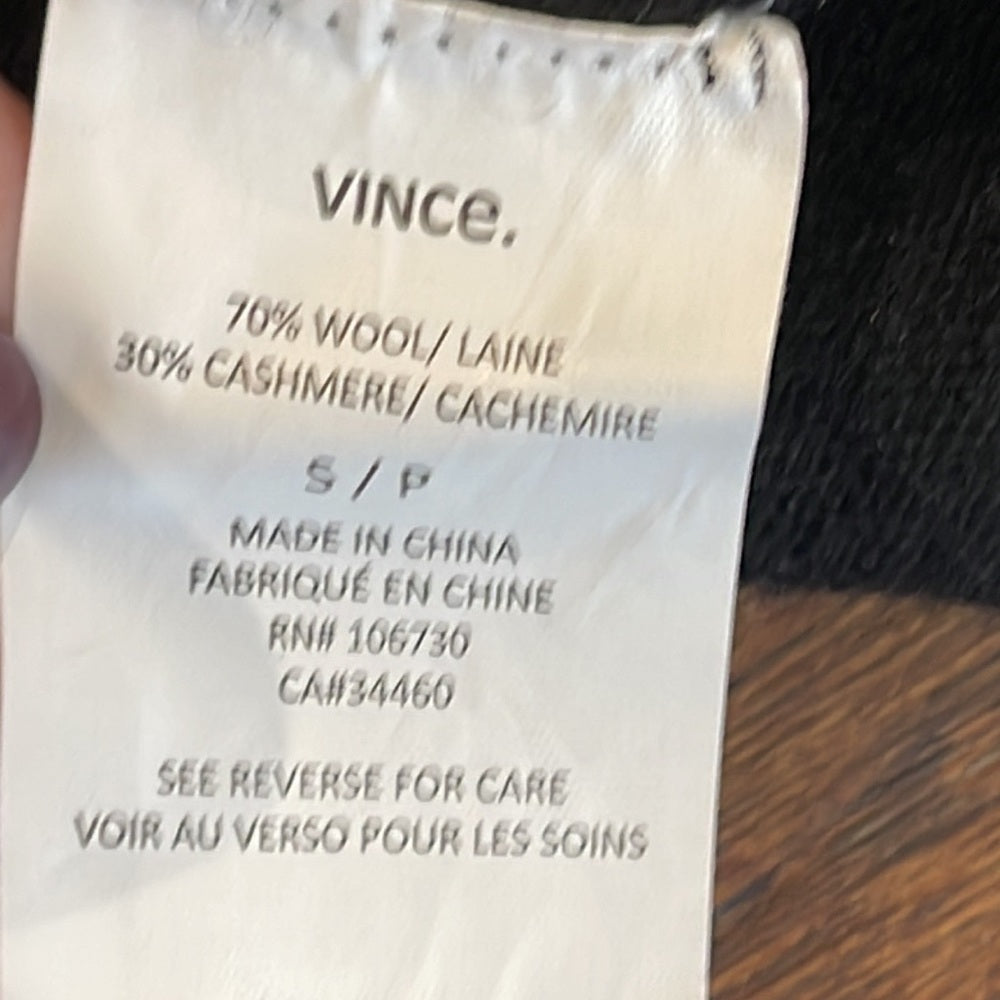 VINCe.
70% WOOL/ LAINE
30% CASHMERE/ CACHEMIRE
S / P
MADE IN CHINA
FABRIQUÉ EN CHINE
RN# 106730
CA#34460
SEE REVERSE FOR CARE
VOIR AU VERSO POUR LES SOINS